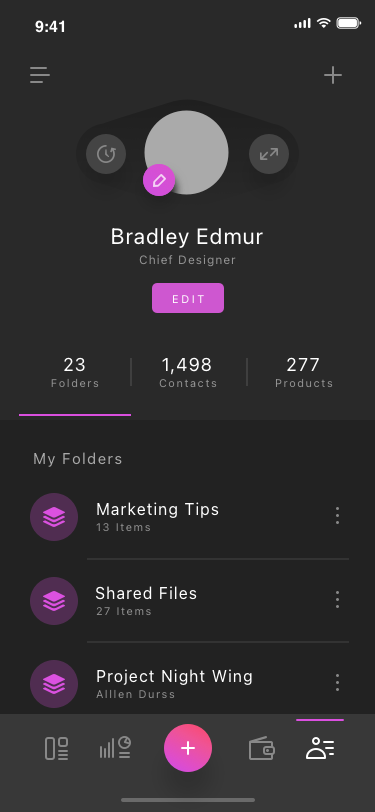 9:41
Bradley Edmur
Chief Designer
EDIT
23 1,498 277
Folders Contacts Products
My Folders
Marketing Tips
13 Items
Shared Files
27 Items
Project Night Wing
Alllen Durss